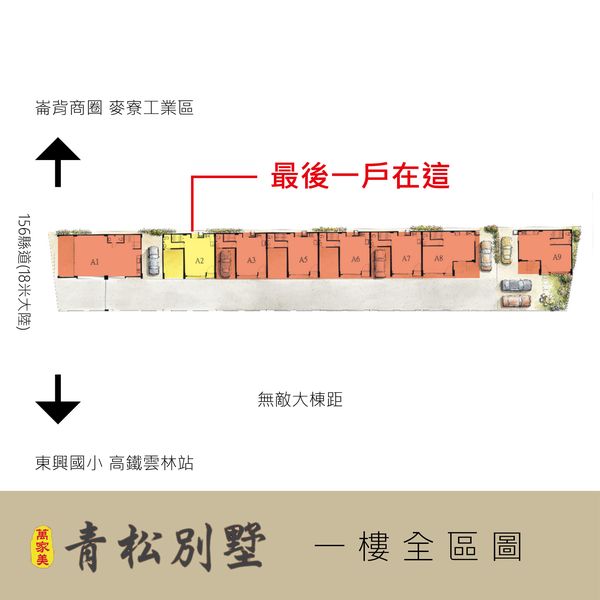 崙背商圈 麥寮工業區
最後一戶在這
156縣道(18米大陸)
A1
A2
A3
A5
A6
A7
A8
A9
無敵大棟距
東興國小 高鐵雲林站
萬家美
青松別墅
一樓全區圖